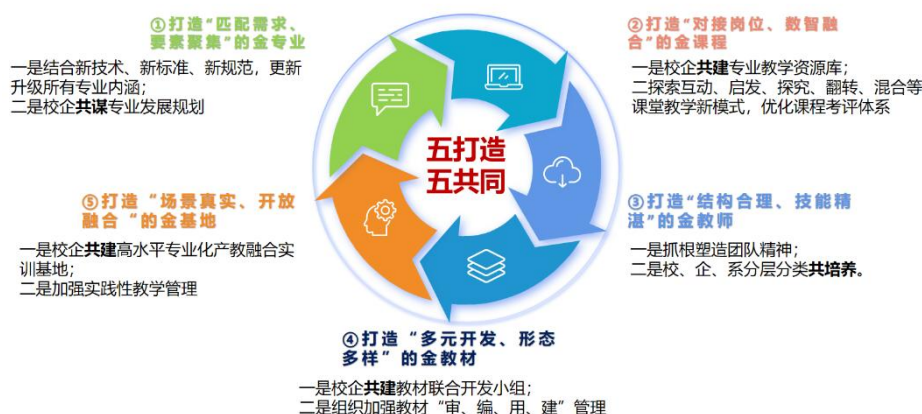 ①打造“匹配需求、
要素聚集”的金专业
一是结合新技术、新标准、新规范，更新
升级所有专业内涵；
二是校企共谋专业发展规划
②打造“对接岗位、数智融
合”的金课程
一是校企共建专业教学资源库；
二探索互动、启发、探究、翻转、混合等
课堂教学新模式，优化课程考评体系
五打造
五共同
③打造“结构合理、技能精
湛”的金教师
一是抓根塑造团队精神；
二是校、企、系分层分类共培养。
④打造“多元开发、形态
多样”的金教材
一是校企共建教材联合开发小组；
二是组织加强教材“审、编、用、建”管理
⑤打造“场景真实、开放
融合“的金基地
一是校企共建高水平专业化产教融合实
训基地；
二是加强实践性教学管理